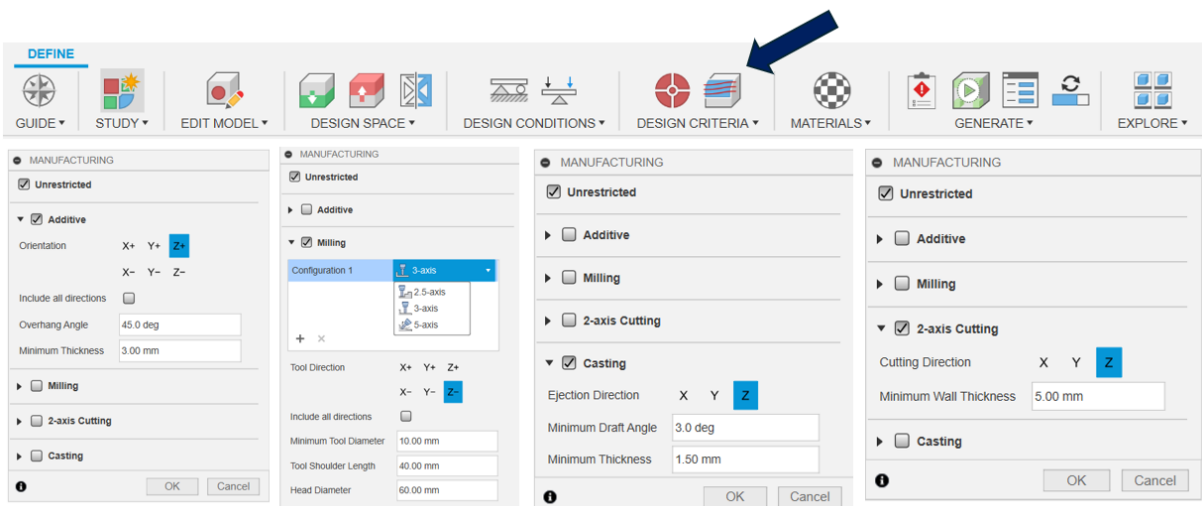 DEFINE
GUIDE▾ STUDY▾ EDIT MODEL▾ DESIGN SPACE▾ DESIGN CONDITIONS▾ DESIGN CRITERIA▾ MATERIALS▾ GENERATE▾ EXPLORE▾
MANUFACTURING
Unrestricted
Additive
Orientation X+ Y+ Z+
X− Y− Z−
Include all directions
Overhang Angle 45.0 deg
Minimum Thickness 3.00 mm
Milling
2-axis Cutting
Casting
OK Cancel
MANUFACTURING
Unrestricted
Additive
Milling
Configuration 1 3-axis
2.5-axis
3-axis
5-axis
+ ×
Tool Direction X+ Y+ Z+
X− Y− Z−
Include all directions
Minimum Tool Diameter 10.00 mm
Tool Shoulder Length 40.00 mm
Head Diameter 60.00 mm
MANUFACTURING
Unrestricted
Additive
Milling
2-axis Cutting
Casting
Ejection Direction X Y Z
Minimum Draft Angle 3.0 deg
Minimum Thickness 1.50 mm
OK Cancel
MANUFACTURING
Unrestricted
Additive
Milling
2-axis Cutting
Cutting Direction X Y Z
Minimum Wall Thickness 5.00 mm
Casting
OK Cancel